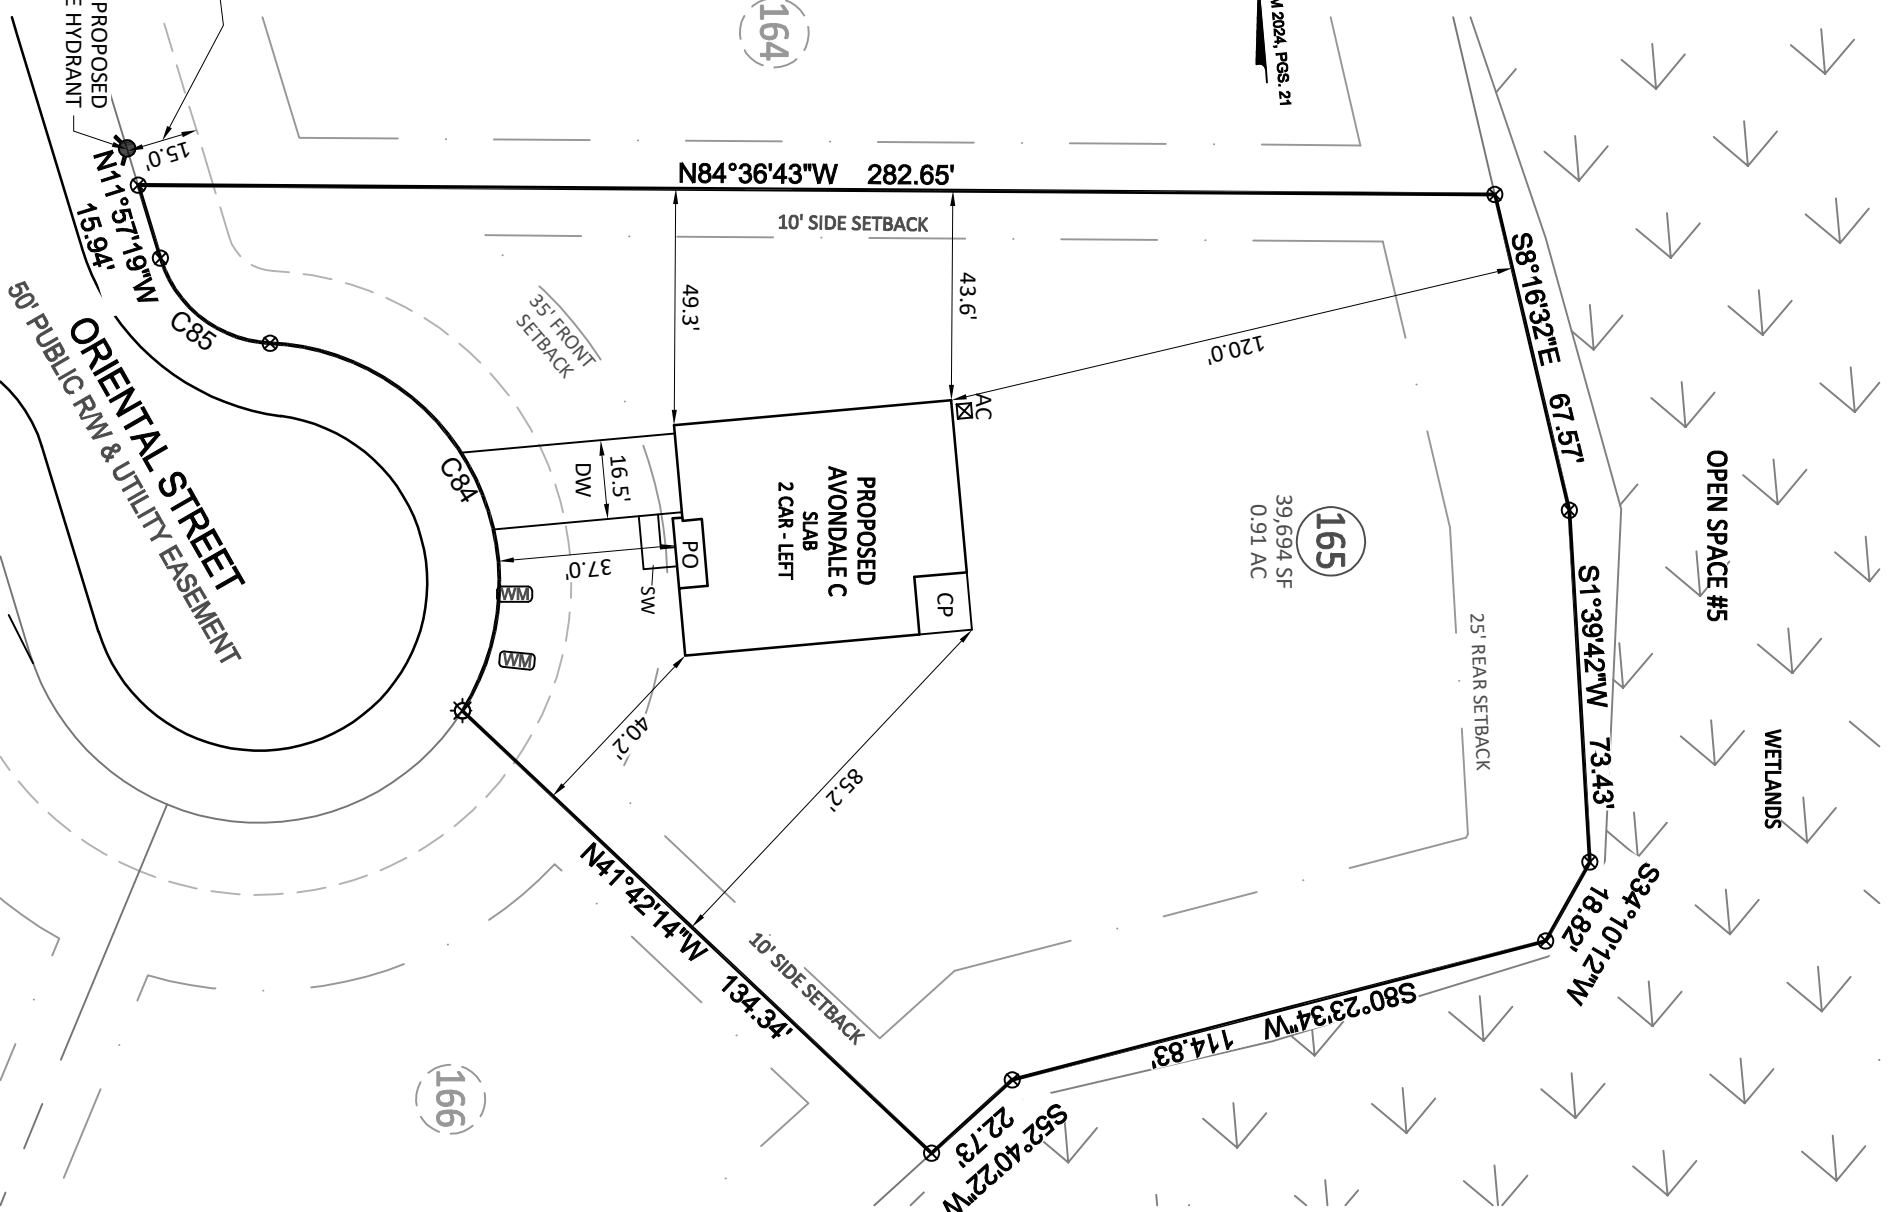 PROPOSED
E HYDRANT
164
M 2024, PGS. 21
15.0'
N84°36'43"W 282.65'
10' SIDE SETBACK
N11°57'19"W
15.94'
C85
ORIENTAL STREET
50' PUBLIC R/W & UTILITY EASEMENT
35' FRONT
SETBACK
49.3'
43.6'
120.0'
S8°16'32"E 67.57'
AC
C84
16.5'
DW
PROPOSED
AVONDALE C
SLAB
2 CAR - LEFT
PO
SW
CP
37.0'
WM
WM
165
39,694 SF
0.91 AC
25' REAR SETBACK
S1°39'42"W 73.43'
OPEN SPACE #5
WETLANDS
40.2'
85.2'
N41°42'14"W 134.34'
10' SIDE SETBACK
S34°10'12"W
18.82'
S80°23'34"W 114.83'
S52°40'22"W
22.73'
166